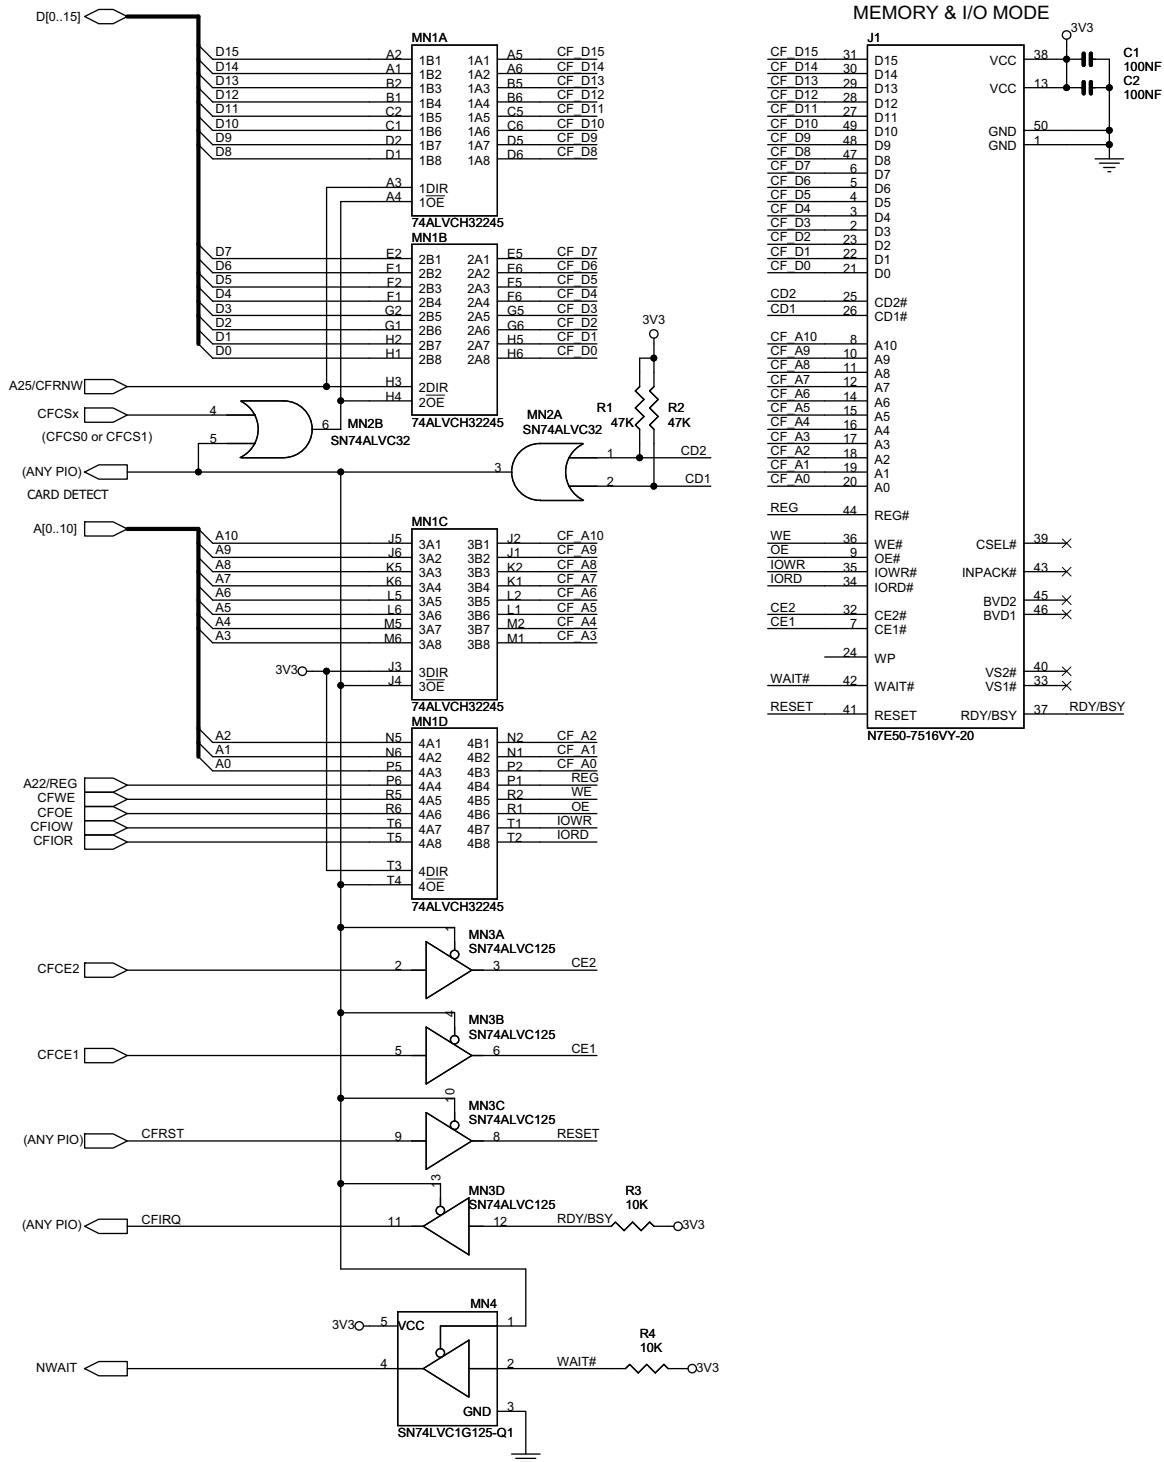 MEMORY & I/O MODE
D[0..15]
MN1A
D15 A2 1B1 1A1 A5 CF_D15
D14 A1 1B2 1A2 A6 CF_D14
D13 B2 1B3 1A3 B5 CF_D13
D12 B1 1B4 1A4 B6 CF_D12
D11 C2 1B5 1A5 C5 CF_D11
D10 C1 1B6 1A6 C6 CF_D10
D9 D2 1B7 1A7 D5 CF_D9
D8 D1 1B8 1A8 D6 CF_D8
A3 1DIR
A4 1OE
74ALVCH32245
MN1B
D7 E2 2B1 2A1 E5 CF_D7
D6 E1 2B2 2A2 E6 CF_D6
D5 F2 2B3 2A3 F5 CF_D5
D4 F1 2B4 2A4 F6 CF_D4
D3 G2 2B5 2A5 G5 CF_D3
D2 G1 2B6 2A6 G6 CF_D2
D1 H2 2B7 2A7 H5 CF_D1
D0 H1 2B8 2A8 H6 CF_D0
A25/CFRNW H3 2DIR
H4 2OE
74ALVCH32245
CFCSx 4
(CFCS0 or CFCS1) 5
6 MN2B
SN74ALVC32
3V3
R1
47K
R2
47K
MN2A
SN74ALVC32
(ANY PIO) 3 1 CD2
2 CD1
CARD DETECT
A[0..10]
MN1C
A10 J5 3A1 3B1 J2 CF_A10
A9 J6 3A2 3B2 J1 CF_A9
A8 K5 3A3 3B3 K2 CF_A8
A7 K6 3A4 3B4 K1 CF_A7
A6 L5 3A5 3B5 L2 CF_A6
A5 L6 3A6 3B6 L1 CF_A5
A4 M5 3A7 3B7 M2 CF_A4
A3 M6 3A8 3B8 M1 CF_A3
3V3 J3 3DIR
J4 3OE
74ALVCH32245
MN1D
A2 N5 4A1 4B1 N2 CF_A2
A1 N6 4A2 4B2 N1 CF_A1
A0 P5 4A3 4B3 P2 CF_A0
A22/REG P6 4A4 4B4 P1 REG
CFWE R5 4A5 4B5 R2 WE
CFOE R6 4A6 4B6 R1 OE
CFIOW T6 4A7 4B7 T1 IOWR
CFIOR T5 4A8 4B8 T2 IORD
T3 4DIR
T4 4OE
74ALVCH32245
1 MN3A
SN74ALVC125
CFCE2 2 3 CE2
4 MN3B
SN74ALVC125
CFCE1 5 6 CE1
10 MN3C
SN74ALVC125
(ANY PIO) CFRST 9 8 RESET
13 MN3D
SN74ALVC125
R3
10K
(ANY PIO) CFIRQ 11 12 RDY/BSY 3V3
MN4
3V3 5 VCC 1
R4
10K
NWAIT 4 2 WAIT# 3V3
GND 3
SN74LVC1G125-Q1
J1
3V3
CF_D15 31 D15 VCC 38 C1
100NF
CF_D14 30 D14
CF_D13 29 D13 VCC 13 C2
100NF
CF_D12 28 D12
CF_D11 27 D11
CF_D10 49 D10 GND 50
CF_D9 48 D9 GND 1
CF_D8 47 D8
CF_D7 6 D7
CF_D6 5 D6
CF_D5 4 D5
CF_D4 3 D4
CF_D3 2 D3
CF_D2 23 D2
CF_D1 22 D1
CF_D0 21 D0
CD2 25 CD2#
CD1 26 CD1#
CF_A10 8 A10
CF_A9 10 A9
CF_A8 11 A8
CF_A7 12 A7
CF_A6 14 A6
CF_A5 15 A5
CF_A4 16 A4
CF_A3 17 A3
CF_A2 18 A2
CF_A1 19 A1
CF_A0 20 A0
REG 44 REG#
WE 36 WE# CSEL# 39
OE 9 OE#
IOWR 35 IOWR# INPACK# 43
IORD 34 IORD#
BVD2 45
CE2 32 CE2# BVD1 46
CE1 7 CE1#
24 WP
VS2# 40
WAIT# 42 WAIT# VS1# 33
RESET 41 RESET RDY/BSY 37 RDY/BSY
N7E50-7516VY-20